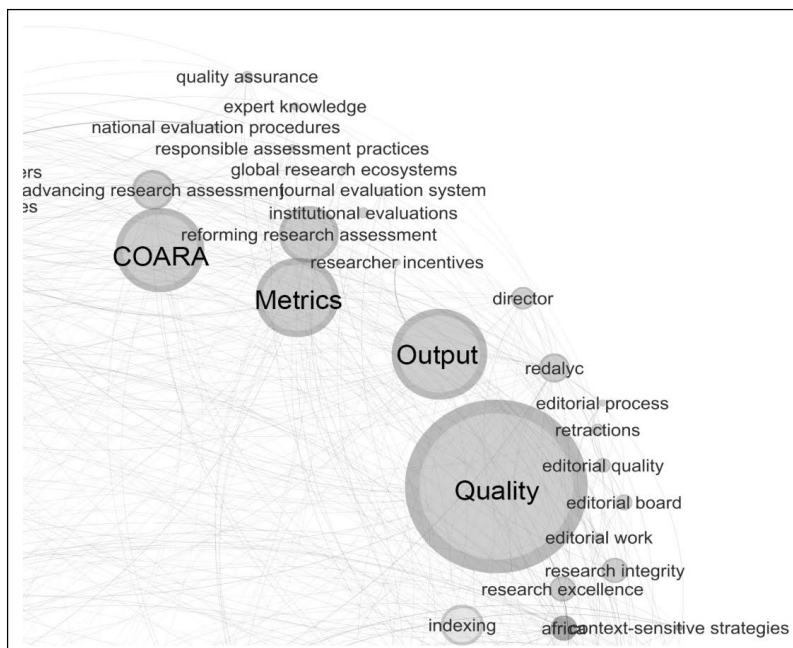 quality assurance
expert knowledge
national evaluation procedures
responsible assessment practices
global research ecosystems
advancing research assessment
journal evaluation system
institutional evaluations
reforming research assessment
COARA
researcher incentives
Metrics
director
Output
redalyc
editorial process
retractions
editorial quality
Quality
editorial board
editorial work
research integrity
research excellence
indexing
africa
context-sensitive strategies